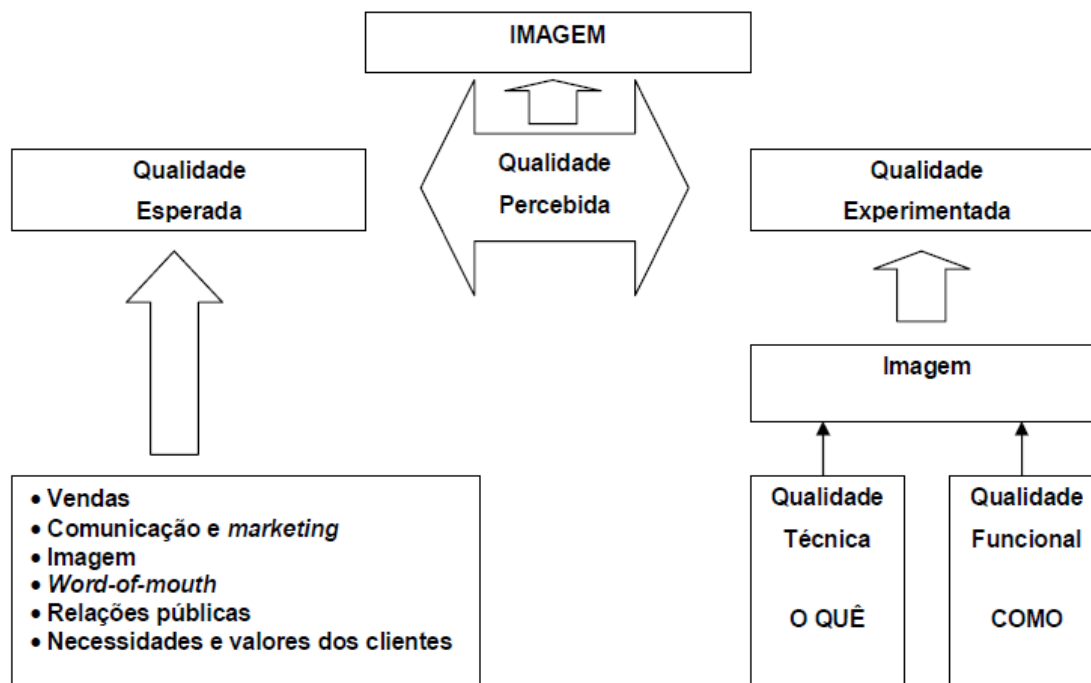 IMAGEM
Qualidade
Esperada
Qualidade
Percebida
Qualidade
Experimentada
Imagem
• Vendas
• Comunicação e marketing
• Imagem
• Word-of-mouth
• Relações públicas
• Necessidades e valores dos clientes
Qualidade
Técnica
O QUÊ
Qualidade
Funcional
COMO